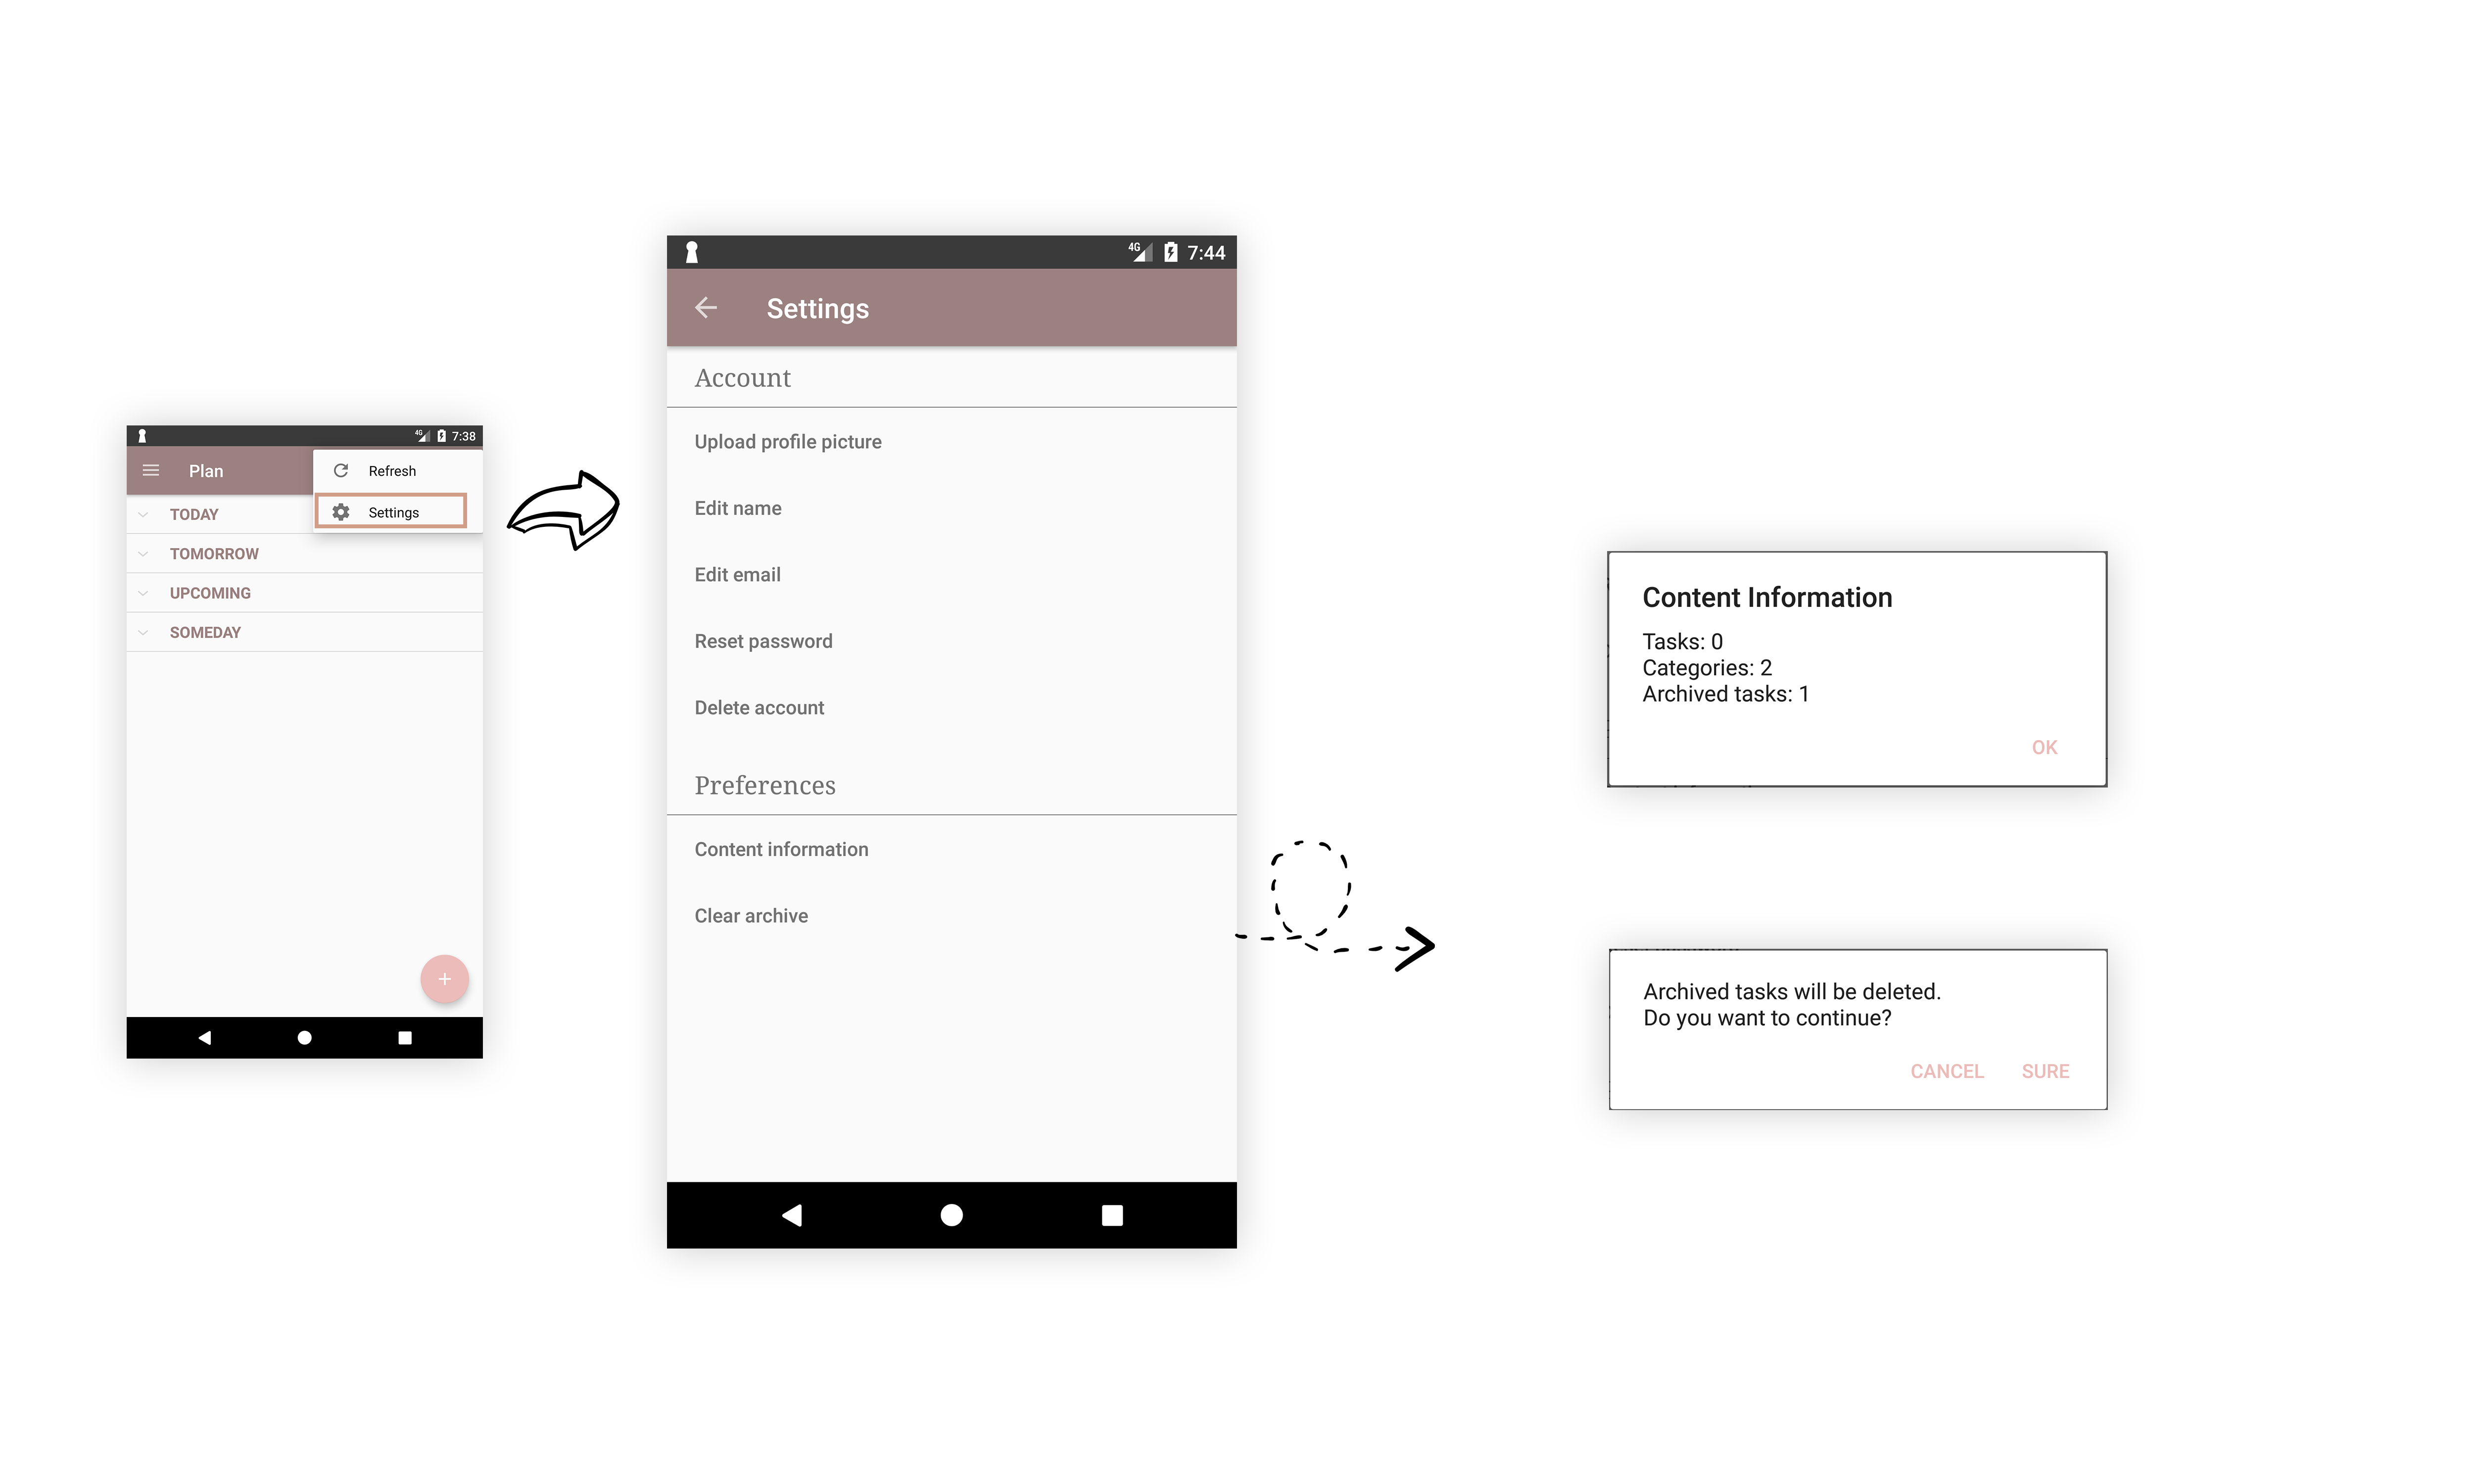 4G 7:38
Plan
Refresh
Settings
TODAY
TOMORROW
UPCOMING
SOMEDAY
4G 7:44
Settings
Account
Upload profile picture
Edit name
Edit email
Reset password
Delete account
Preferences
Content information
Clear archive
Content Information
Tasks: 0
Categories: 2
Archived tasks: 1
OK
Archived tasks will be deleted.
Do you want to continue?
CANCEL SURE